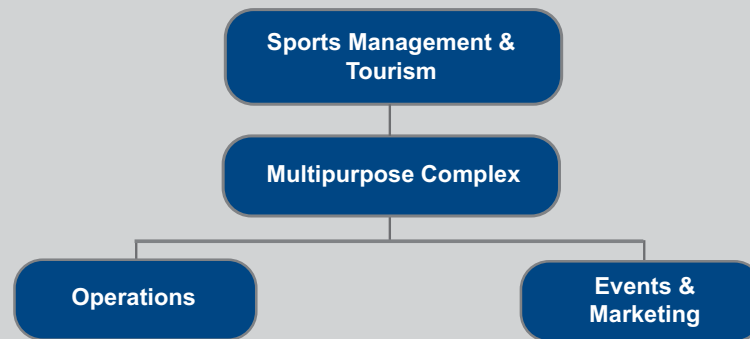 Sports Management &
Tourism
Multipurpose Complex
Operations
Events &
Marketing